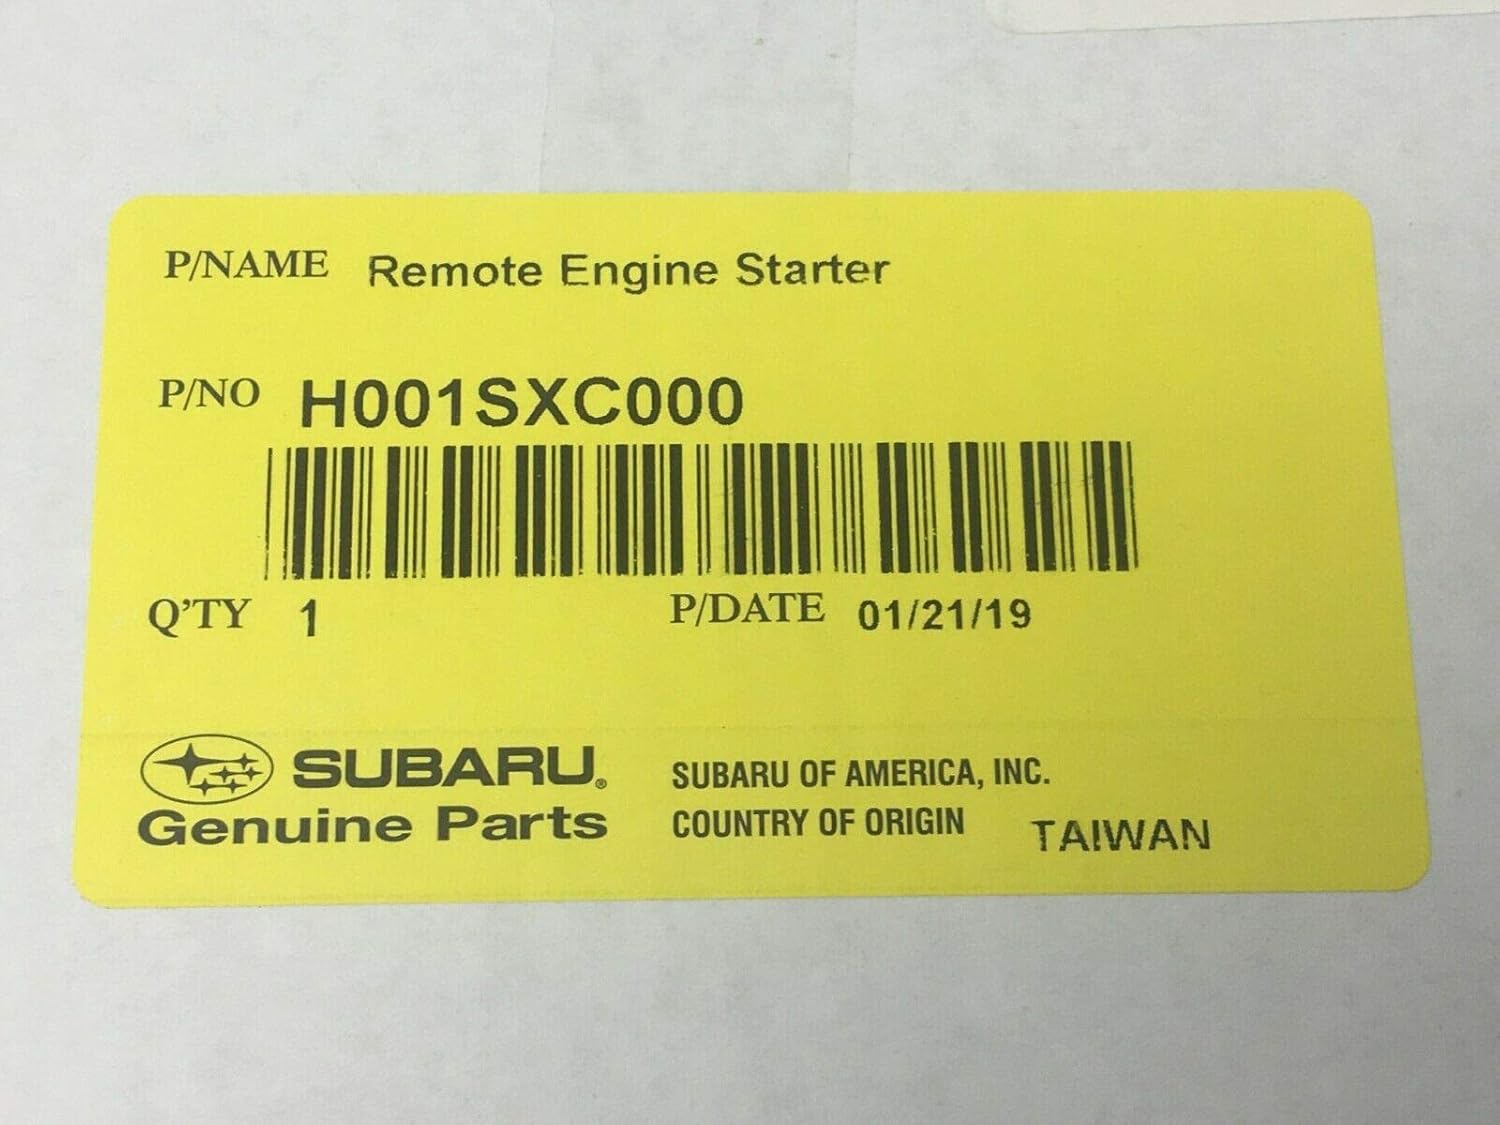 P/NAME Remote Engine Starter
P/NO H001SXC000
Q'TY 1 P/DATE 01/21/19
SUBARU® SUBARU OF AMERICA, INC.
Genuine Parts COUNTRY OF ORIGIN TAIWAN